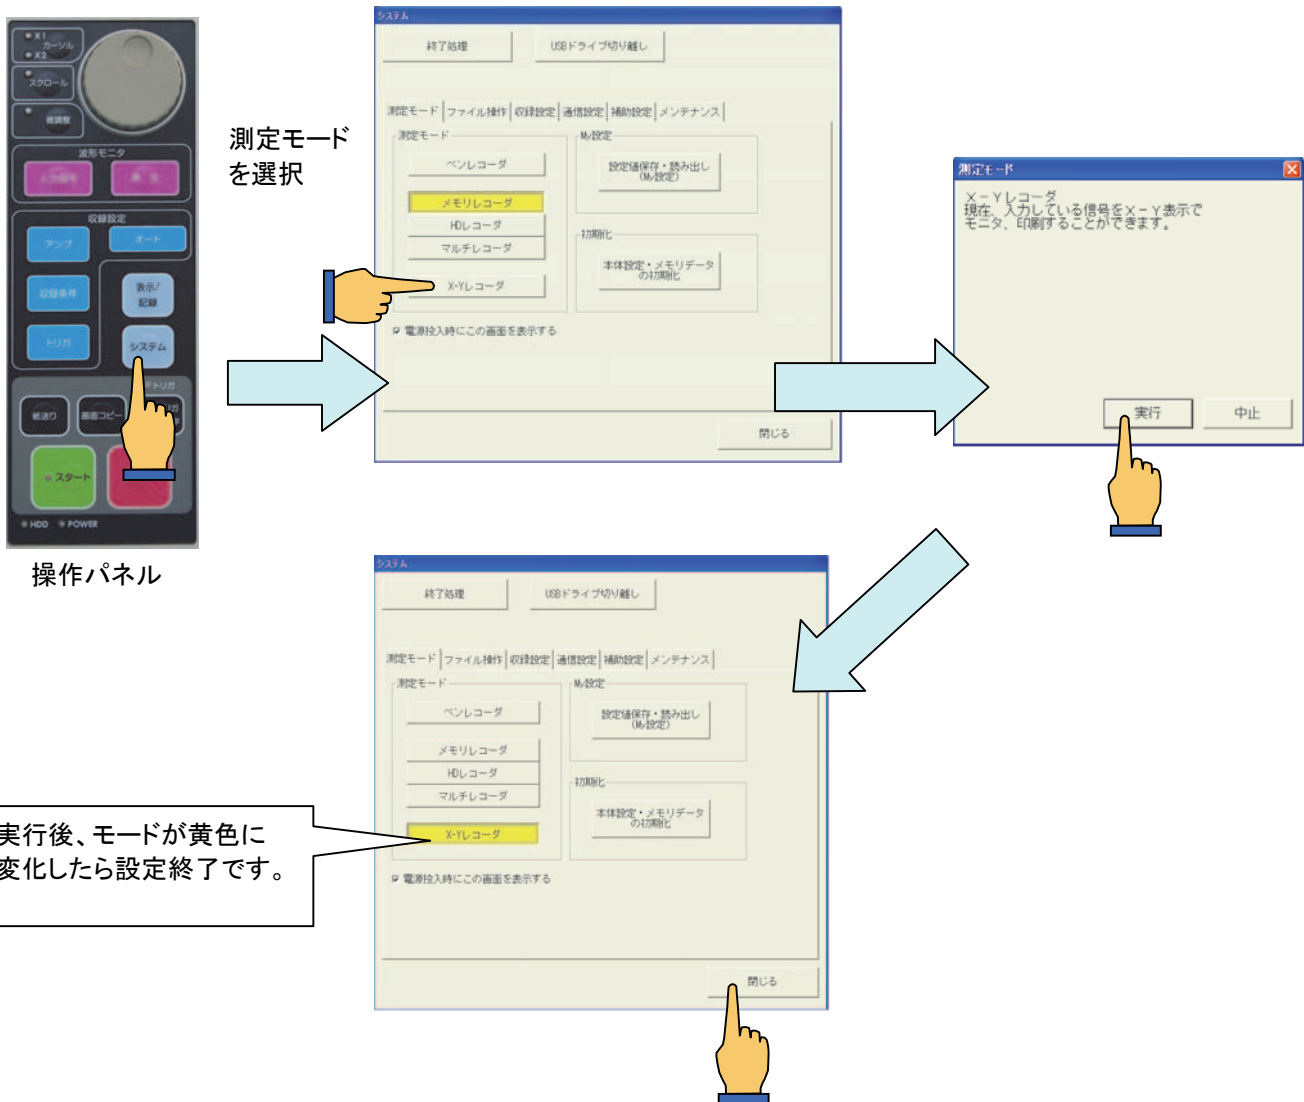 X1
カーソル
X2
スクロール
微調整
波形モニタ
収録設定
アンプ
オート
収録条件
表示/
記録
トリガ
システム
紙送り
画面コピー
スタート
HDD
POWER
操作パネル
測定モード
を選択
システム
終了処理
USBドライブ切り離し
測定モード
ファイル操作
収録設定
通信設定
補助設定
メンテナンス
測定モード
ペンレコーダ
メモリレコーダ
HDレコーダ
マルチレコーダ
X-Yレコーダ
My設定
設定値保存・読み出し
(My設定)
初期化
本体設定・メモリデータ
の初期化
電源投入時にこの画面を表示する
閉じる
測定モード
X-Yレコーダ
現在、入力している信号をX-Y表示で
モニタ、印刷することができます。
実行
中止
システム
終了処理
USBドライブ切り離し
測定モード
ファイル操作
収録設定
通信設定
補助設定
メンテナンス
測定モード
ペンレコーダ
メモリレコーダ
HDレコーダ
マルチレコーダ
X-Yレコーダ
My設定
設定値保存・読み出し
(My設定)
初期化
本体設定・メモリデータ
の初期化
電源投入時にこの画面を表示する
閉じる
実行後、モードが黄色に
変化したら設定終了です。